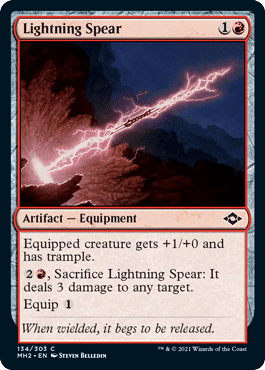 Lightning Spear 1
Artifact — Equipment
Equipped creature gets +1/+0 and
has trample.
2, Sacrifice Lightning Spear: It
deals 3 damage to any target.
Equip 1
When wielded, it begs to be released.
134/303 C
MH2 • EN Steven Belledin
™ & © 2021 Wizards of the Coast